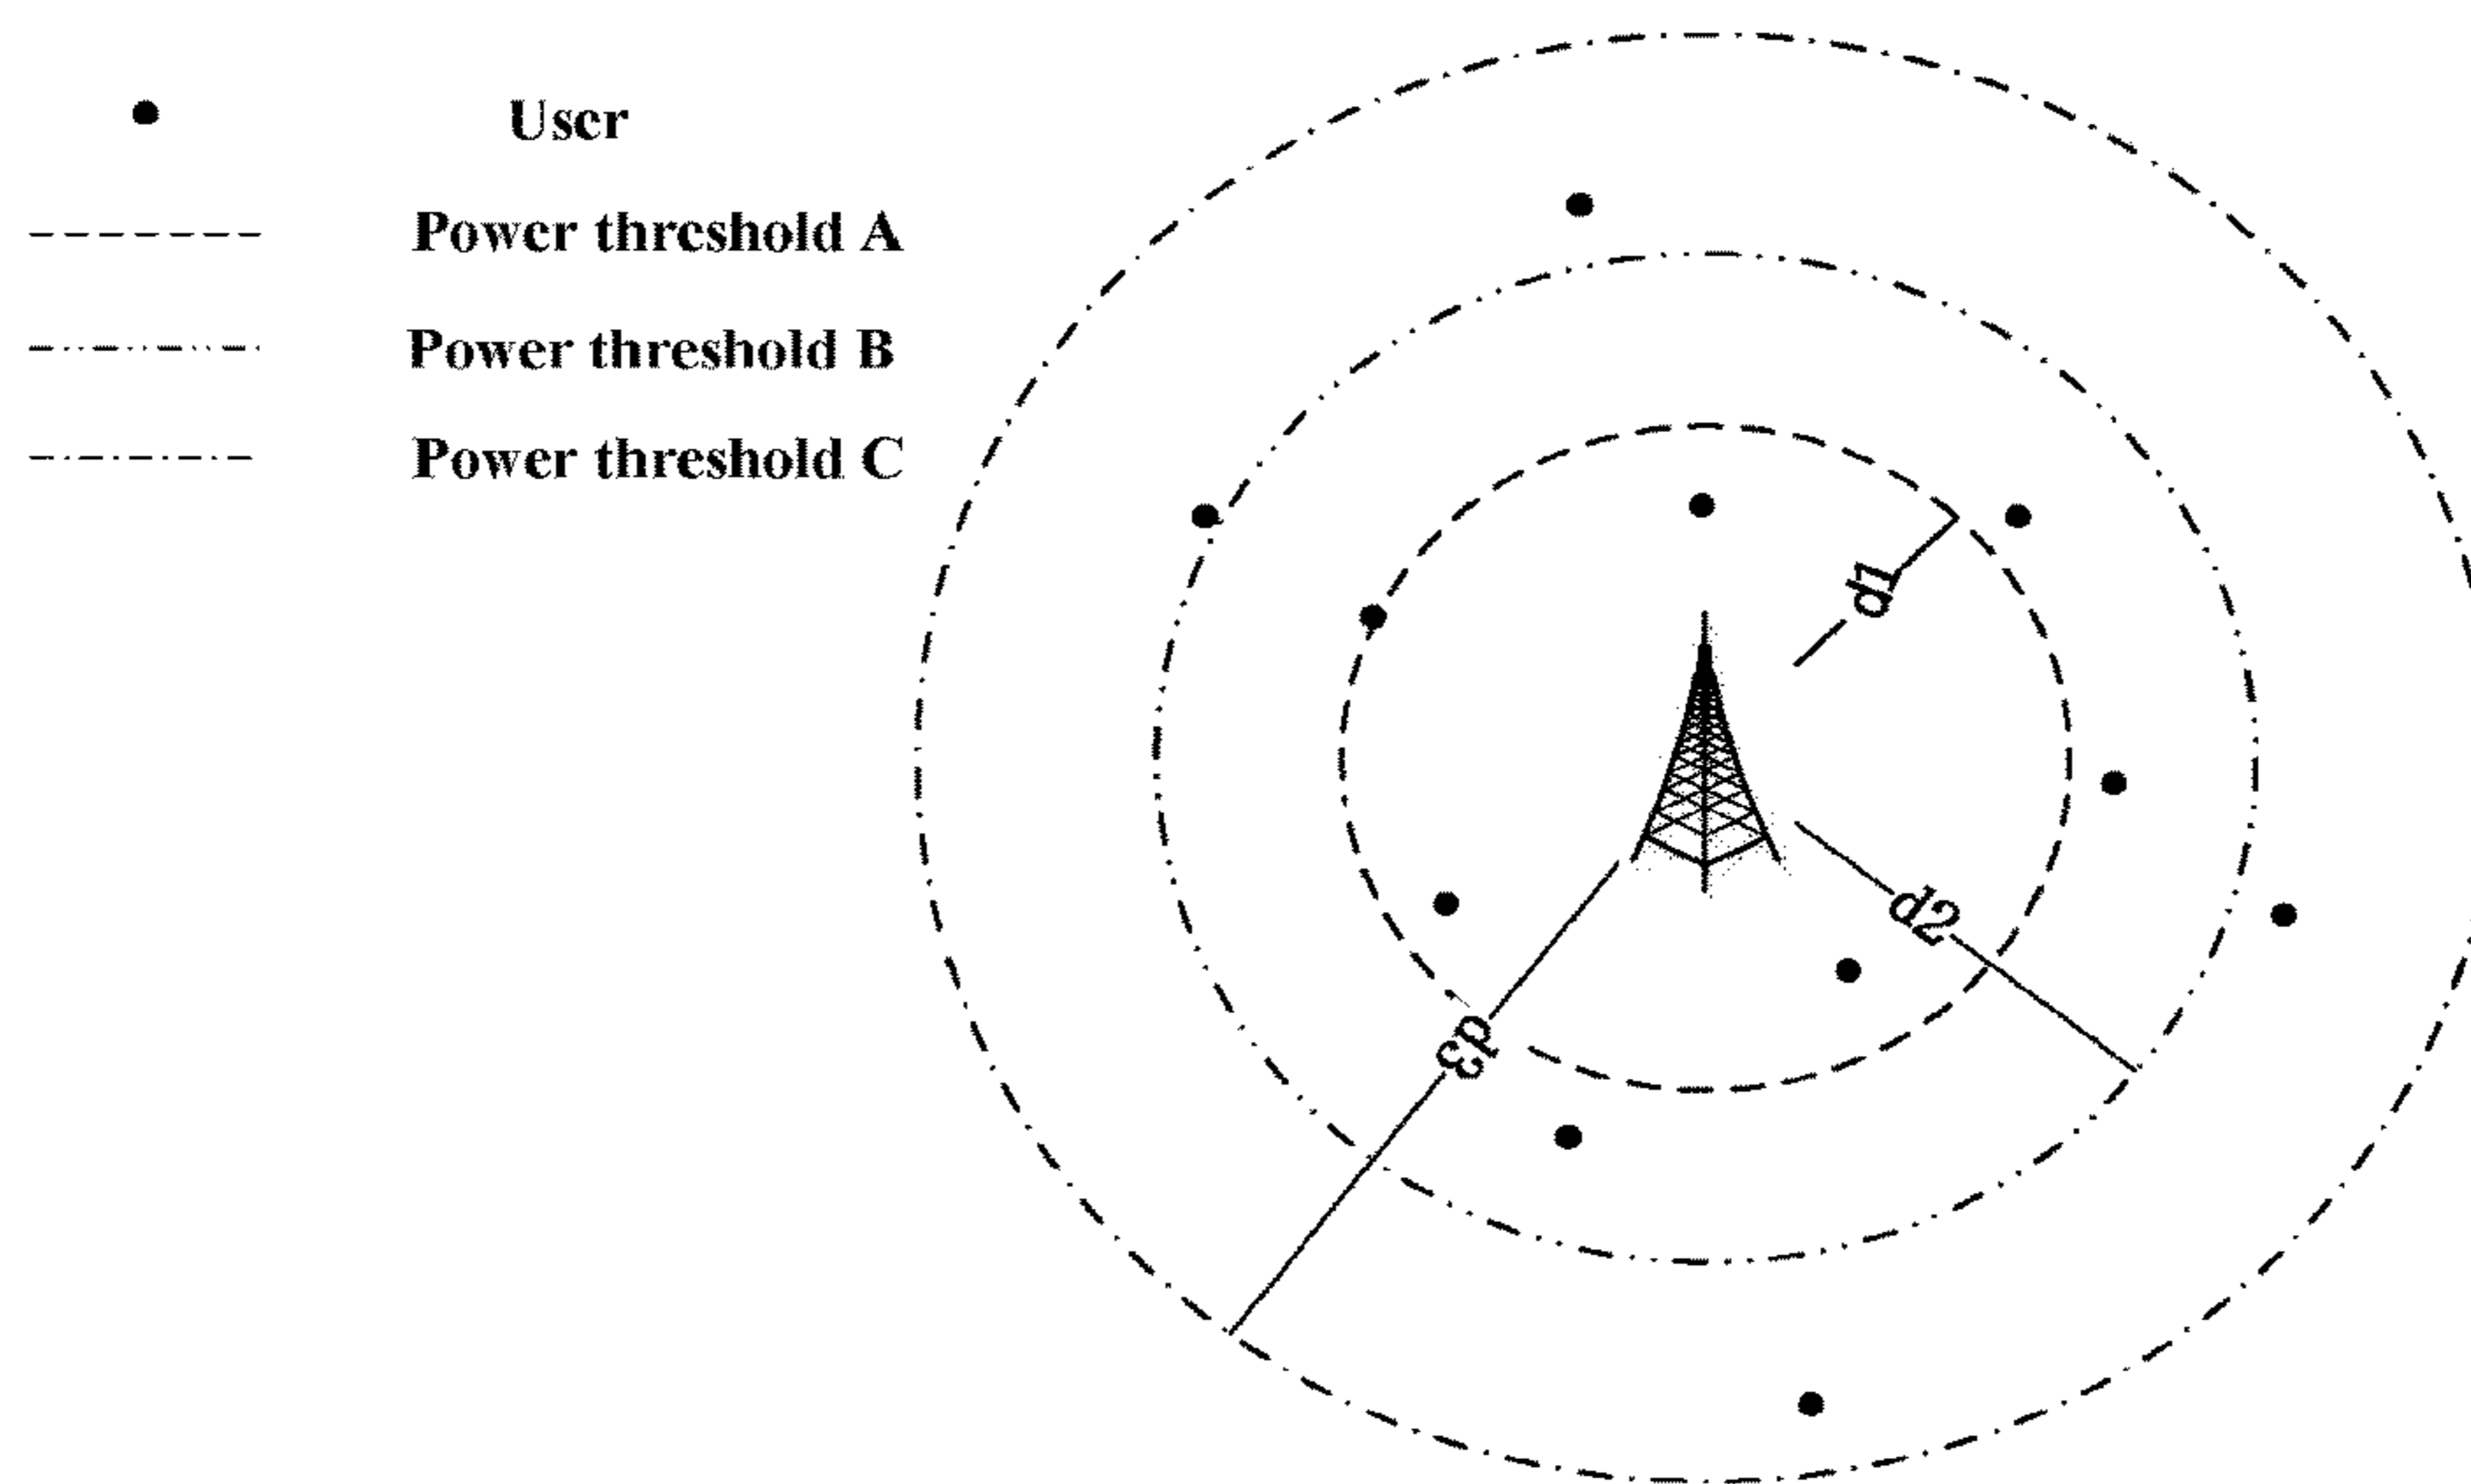 User
Power threshold A
Power threshold B
Power threshold C
d1
d2
d3